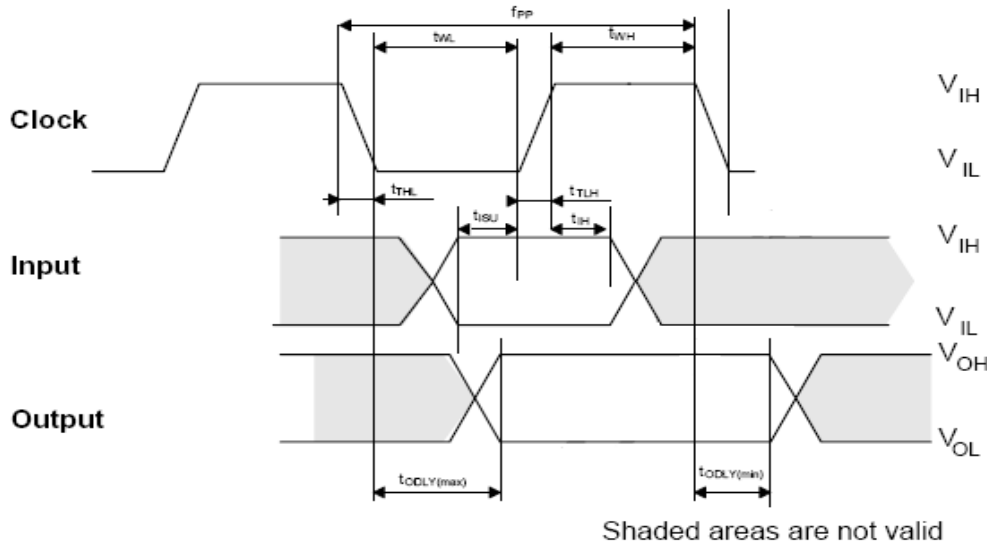 fPP
tWL
tWH
VIH
Clock
VIL
tTHL
tTLH
tISU
tIH
VIH
Input
VIL
VOH
Output
VOL
tODLY(max)
tODLY(min)
Shaded areas are not valid